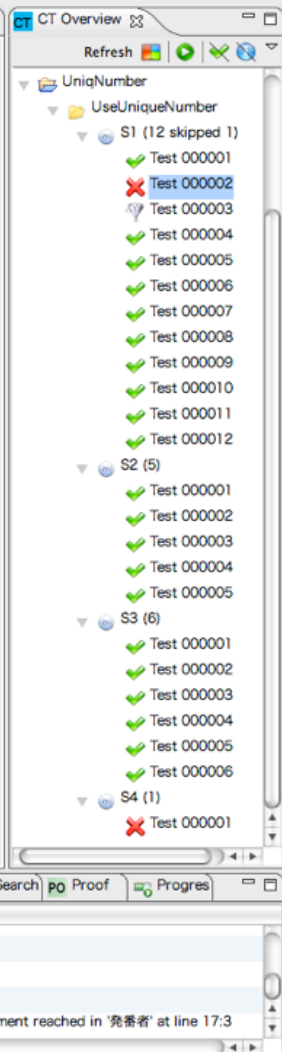 CT CT Overview
Refresh
UniqNumber
UseUniqueNumber
S1 (12 skipped 1)
Test 000001
Test 000002
Test 000003
Test 000004
Test 000005
Test 000006
Test 000007
Test 000008
Test 000009
Test 000010
Test 000011
Test 000012
S2 (5)
Test 000001
Test 000002
Test 000003
Test 000004
Test 000005
S3 (6)
Test 000001
Test 000002
Test 000003
Test 000004
Test 000005
Test 000006
S4 (1)
Test 000001
Search PO Proof Progres
ment reached in '発番者' at line 17:3